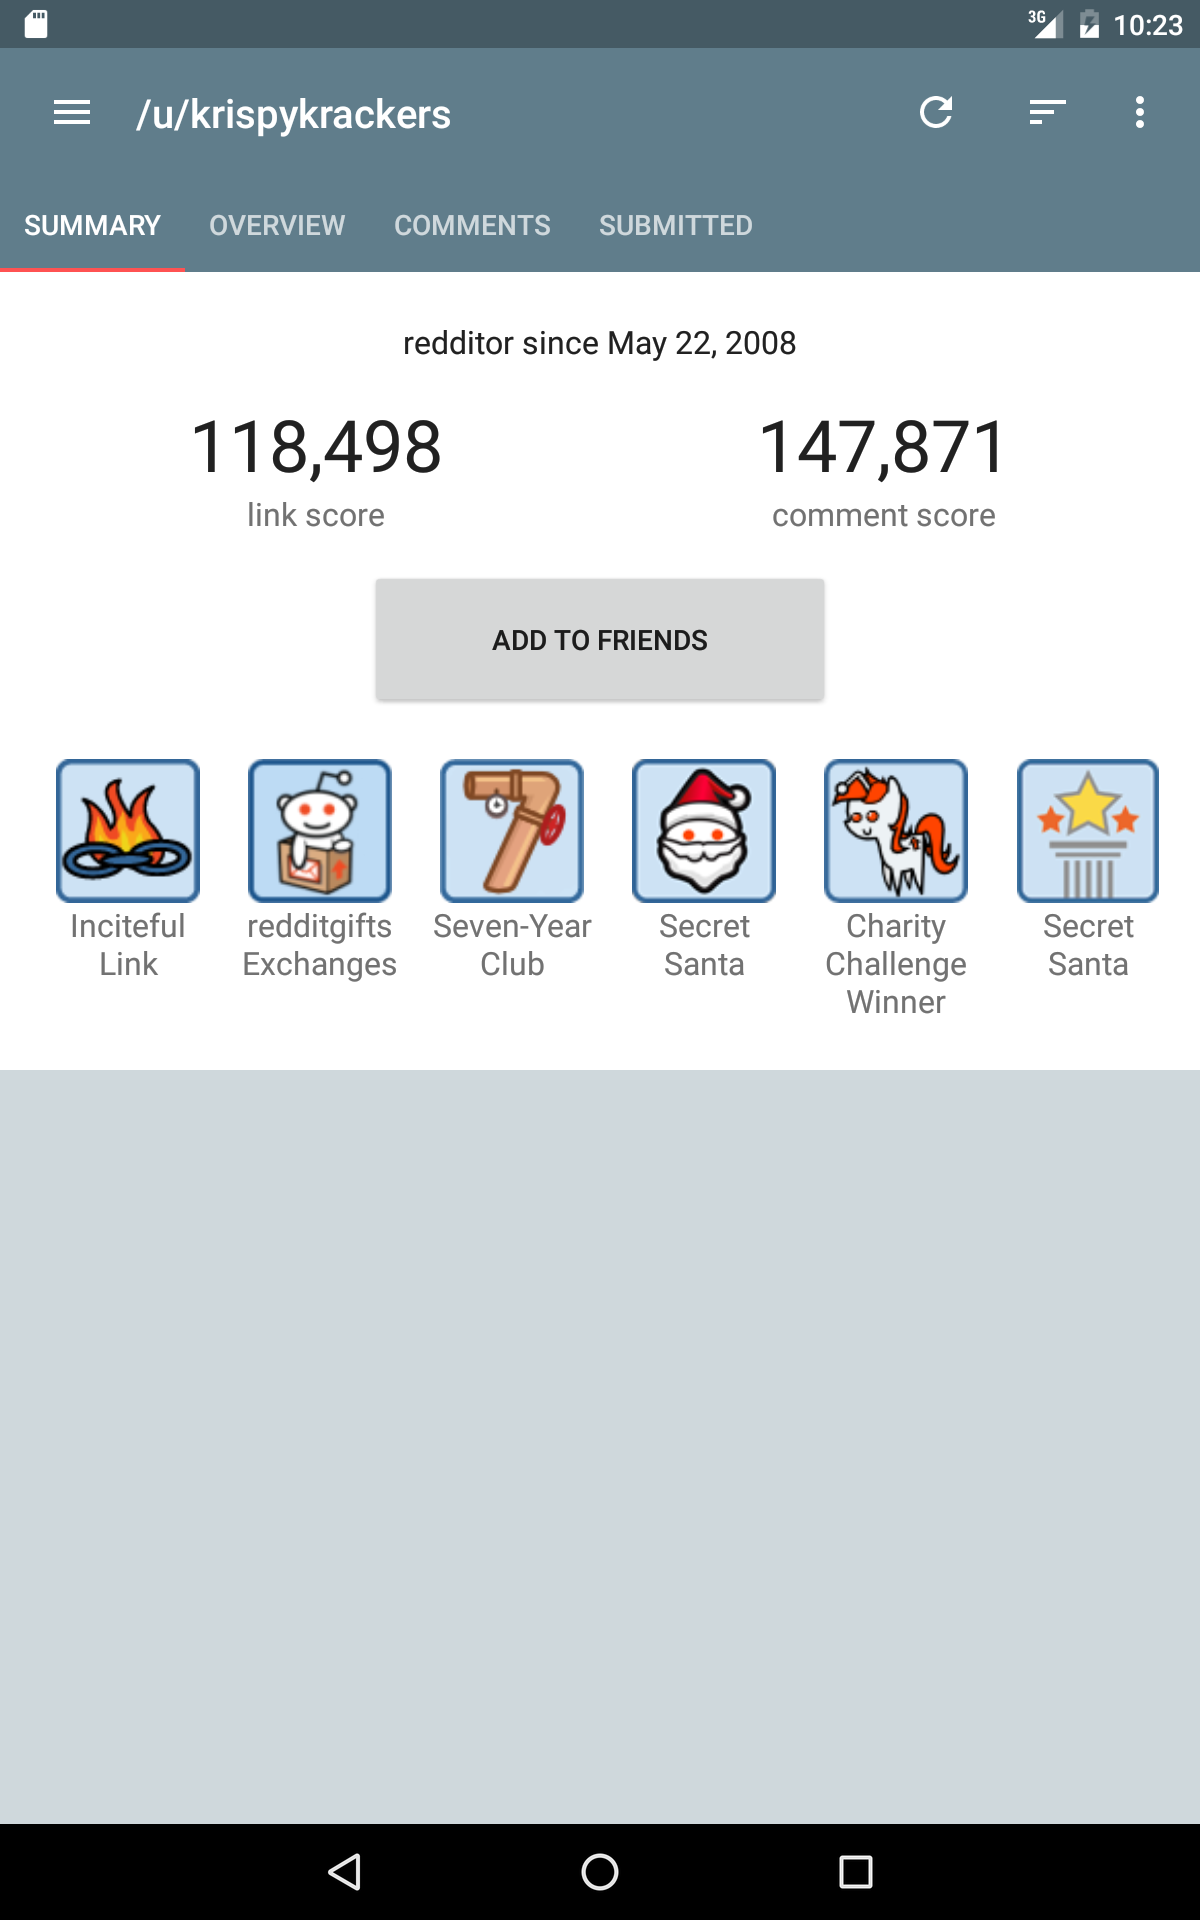 3G 10:23
/u/krispykrackers
SUMMARY OVERVIEW COMMENTS SUBMITTED
redditor since May 22, 2008
118,498 147,871
link score comment score
ADD TO FRIENDS
Inciteful redditgifts Seven-Year Secret Charity Secret
Link Exchanges Club Santa Challenge Santa
Winner